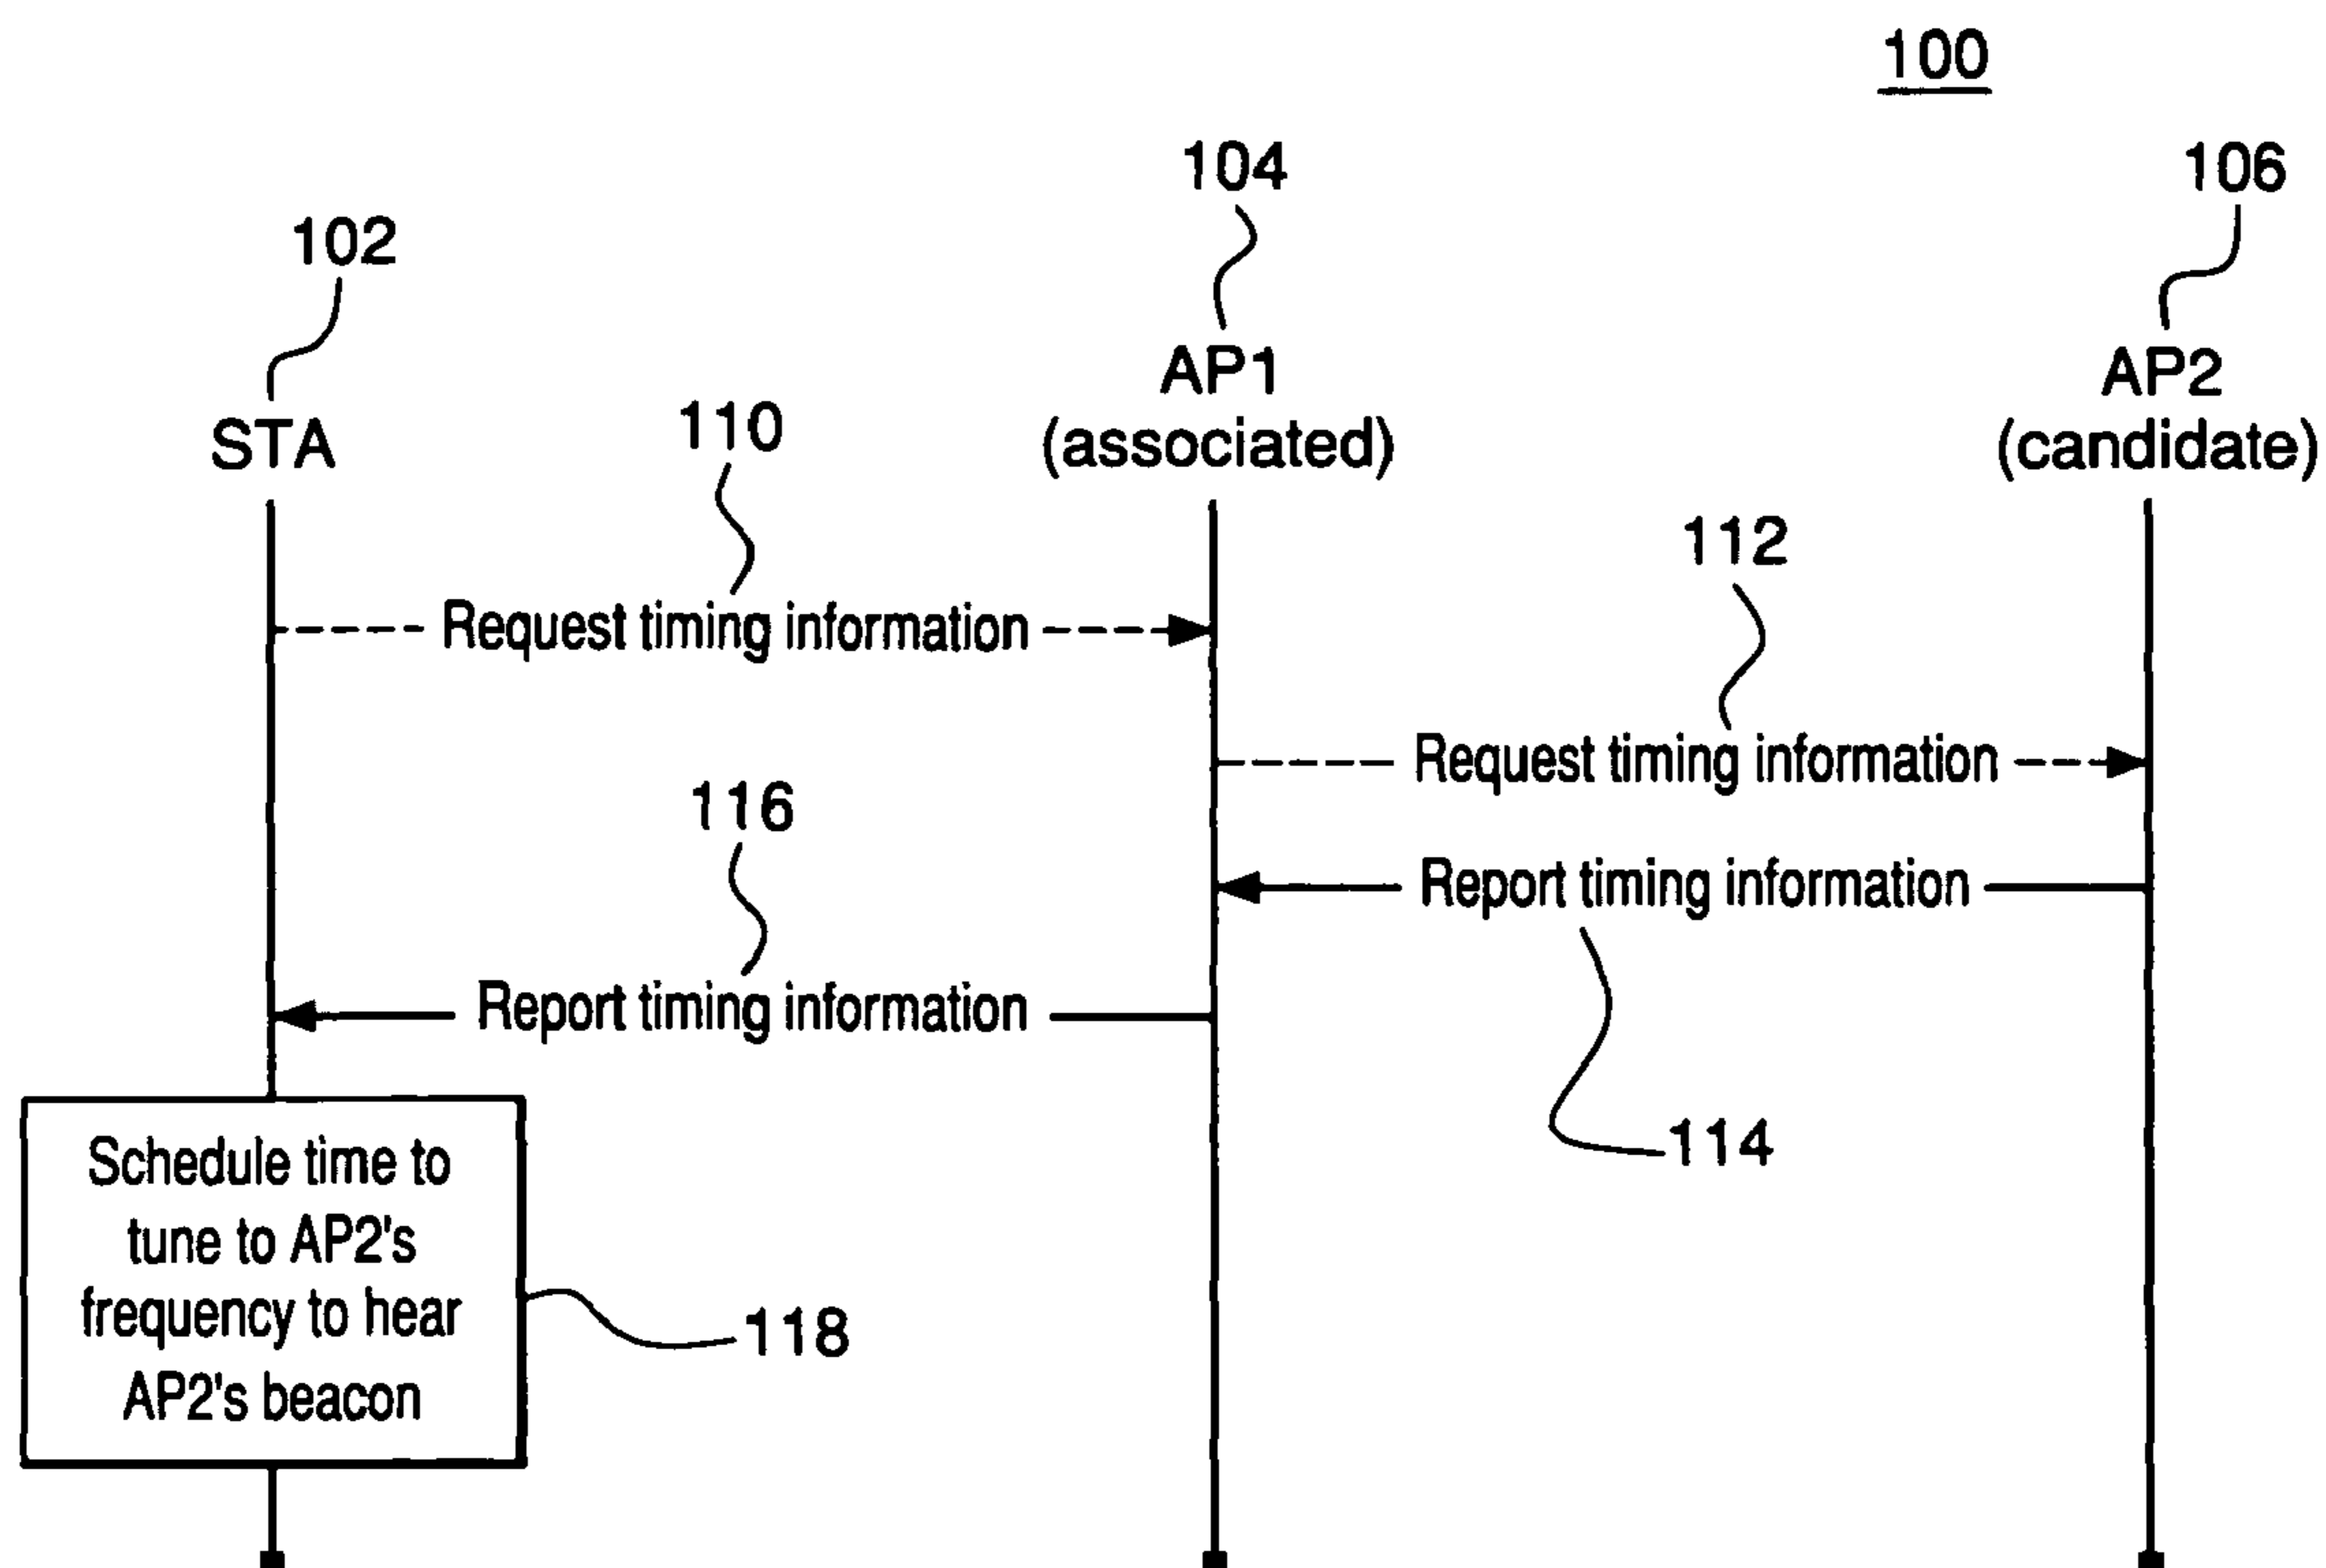 100
104
106
102
AP1
(associated)
AP2
(candidate)
STA
110
112
Request timing information
Request timing information
116
Report timing information
Report timing information
114
Schedule time to
tune to AP2's
frequency to hear
AP2's beacon
118